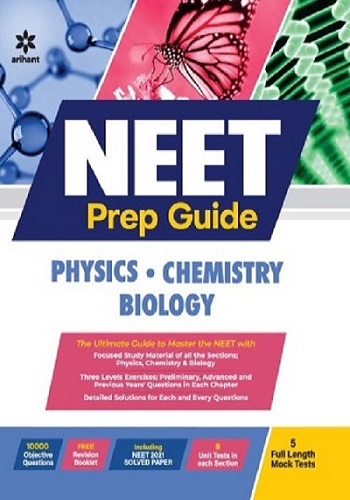 arihant
NEET
Prep Guide
PHYSICS • CHEMISTRY
BIOLOGY
The Ultimate Guide to Master the NEET with
Focused Study Material of all the Sections;
Physics, Chemistry & Biology
Three Levels Exercises; Preliminary, Advanced and
Previous Years' Questions in Each Chapter
Detailed Solutions for Each and Every Questions
10000
Objective
Questions
FREE
Revision
Booklet
Including
NEET 2021
SOLVED PAPER
8
Unit Tests in
each Section
5
Full Length
Mock Tests